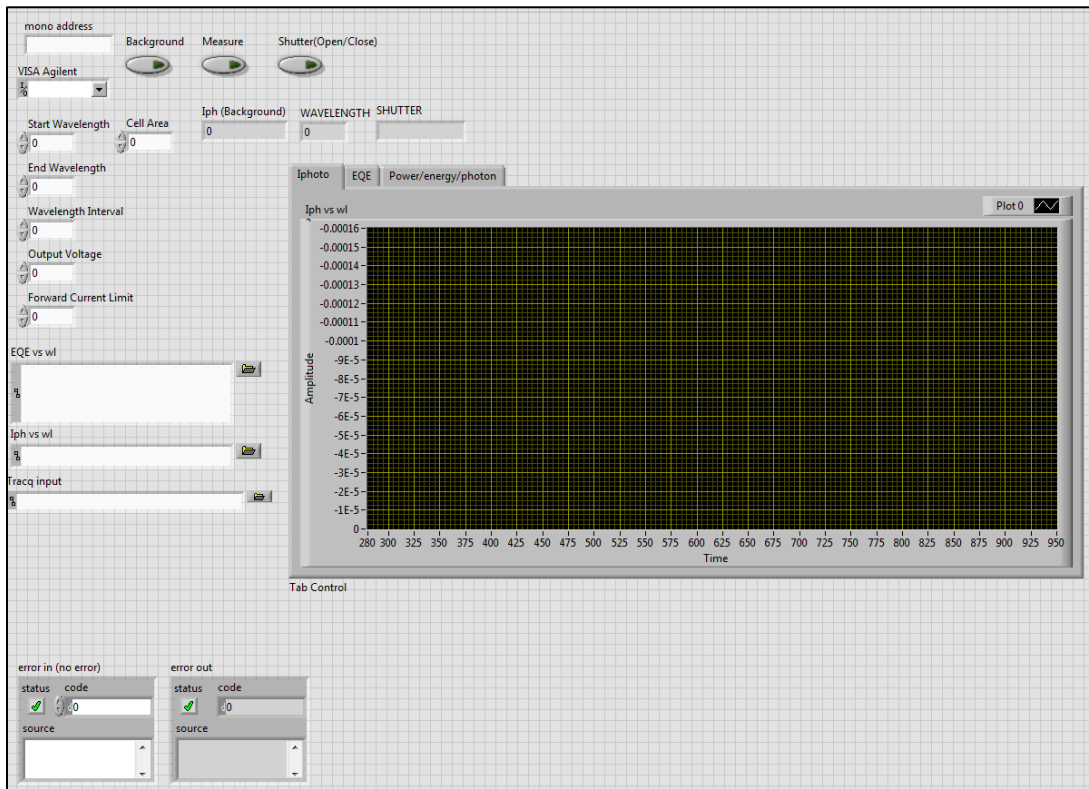 mono address
Background Measure Shutter(Open/Close)
VISA Agilent
I/O
Iph (Background) WAVELENGTH SHUTTER
0 0
Start Wavelength Cell Area
0 0
End Wavelength
0
Wavelength Interval
0
Output Voltage
0
Forward Current Limit
0
EQE vs wl
Iph vs wl
Tracq input
Iphoto EQE Power/energy/photon
Iph vs wl
Plot 0
-0.00016
-0.00015
-0.00014
-0.00013
-0.00012
-0.00011
-0.0001
-9E-5
-8E-5
-7E-5
-6E-5
-5E-5
-4E-5
-3E-5
-2E-5
-1E-5
0
Amplitude
280 300 325 350 375 400 425 450 475 500 525 550 575 600 625 650 675 700 725 750 775 800 825 850 875 900 925 950
Time
Tab Control
error in (no error) error out
status code status code
d0 d0
source source